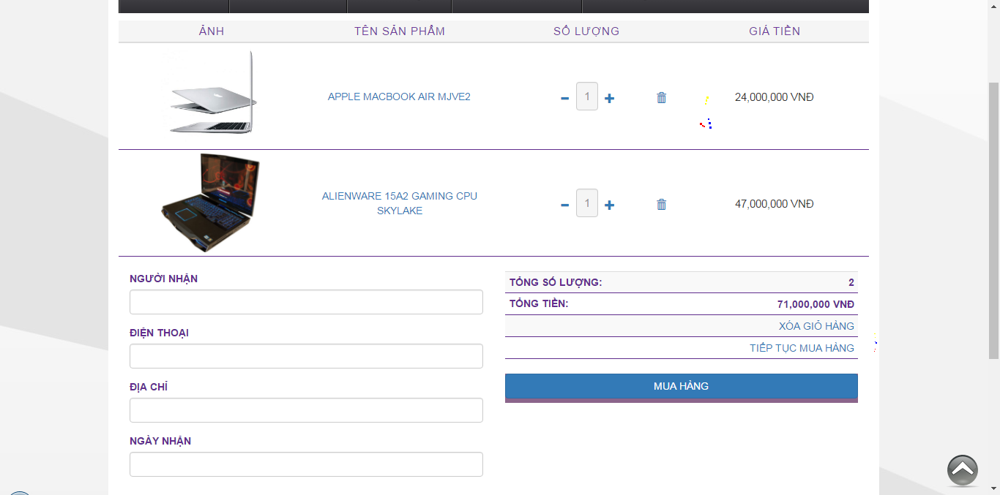 ẢNH TÊN SẢN PHẨM SỐ LƯỢNG GIÁ TIỀN
APPLE MACBOOK AIR MJVE2 1 24,000,000 VNĐ
ALIENWARE 15A2 GAMING CPU
SKYLAKE
1 47,000,000 VNĐ
NGƯỜI NHẬN
ĐIỆN THOẠI
ĐỊA CHỈ
NGÀY NHẬN
TỔNG SỐ LƯỢNG: 2
TỔNG TIỀN: 71,000,000 VNĐ
XÓA GIỎ HÀNG
TIẾP TỤC MUA HÀNG
MUA HÀNG